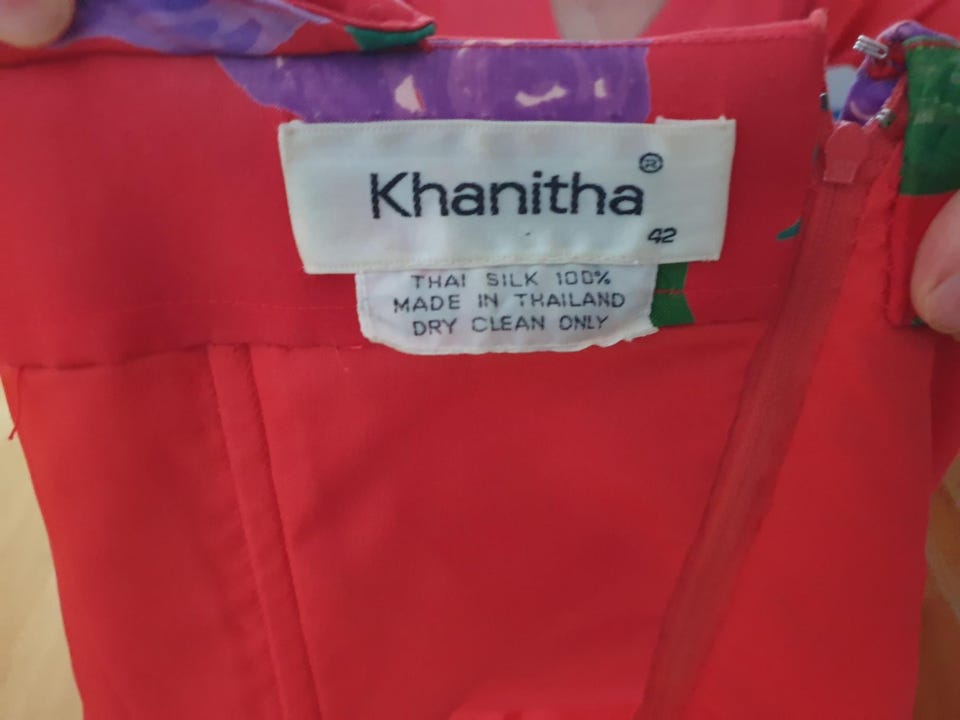 Khanitha®
42
THAI SILK 100%
MADE IN THAILAND
DRY CLEAN ONLY